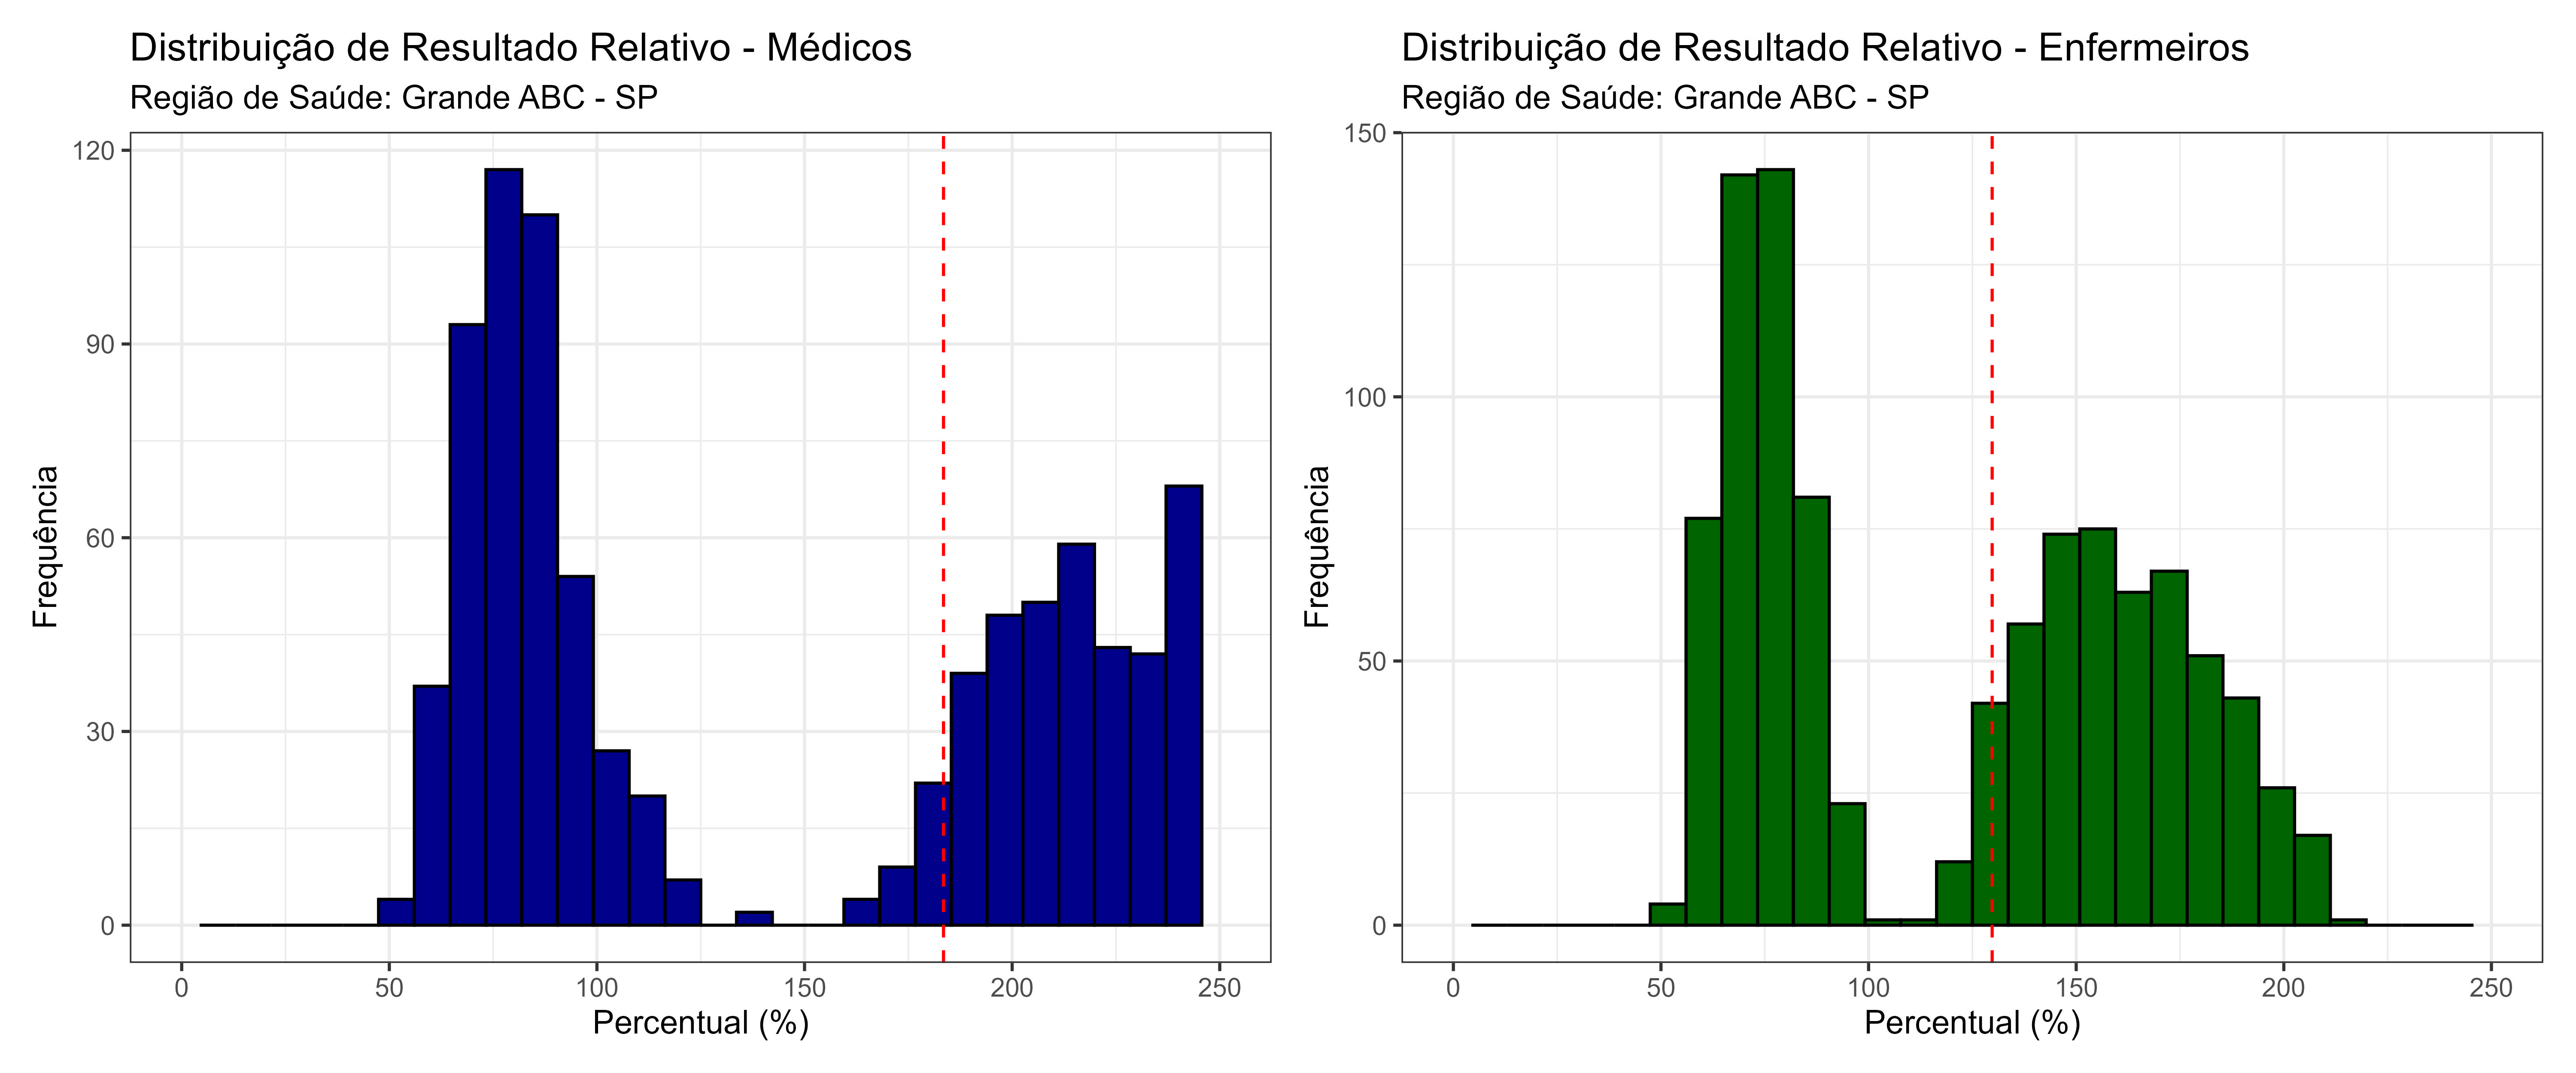 Distribuição de Resultado Relativo - Médicos
Região de Saúde: Grande ABC - SP
120
90
60
30
0
Frequência
0 50 100 150 200 250
Percentual (%)
Distribuição de Resultado Relativo - Enfermeiros
Região de Saúde: Grande ABC - SP
150
100
50
0
Frequência
0 50 100 150 200 250
Percentual (%)